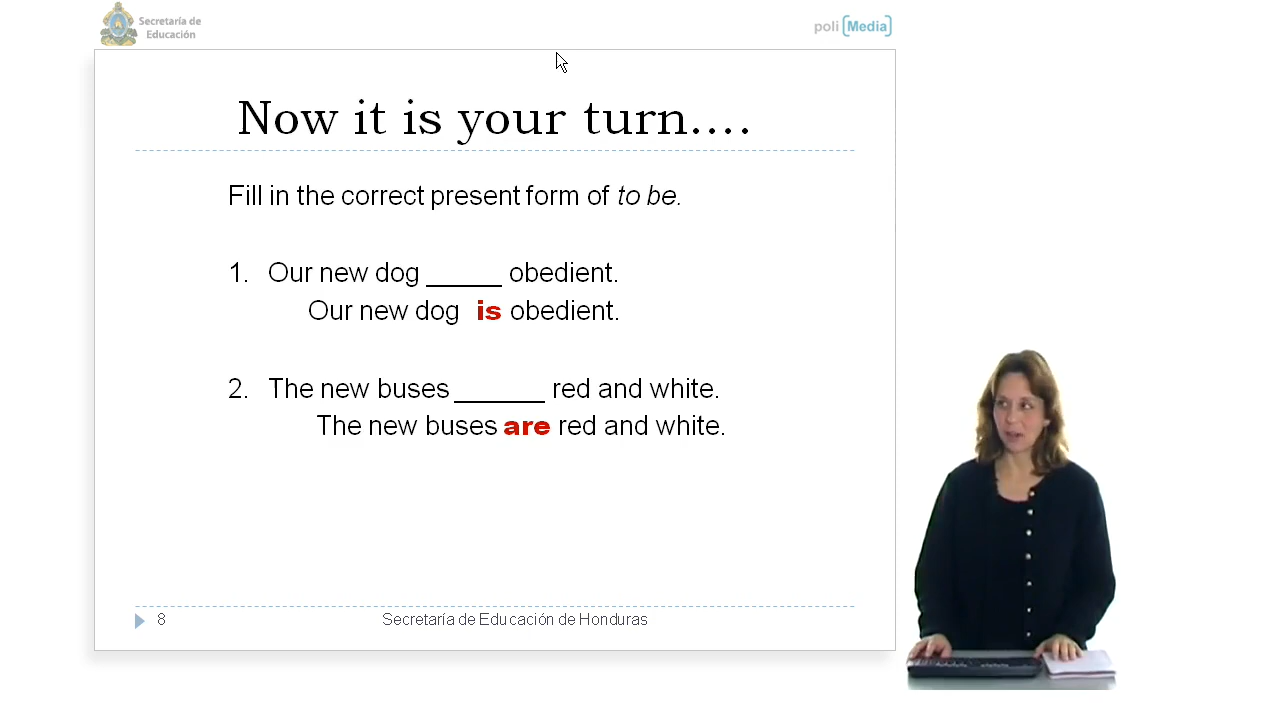 Secretaría de
Educación
poli [Media]
Now it is your turn....
Fill in the correct present form of to be.
1. Our new dog _____ obedient.
Our new dog is obedient.
2. The new buses ______ red and white.
The new buses are red and white.
8
Secretaría de Educación de Honduras